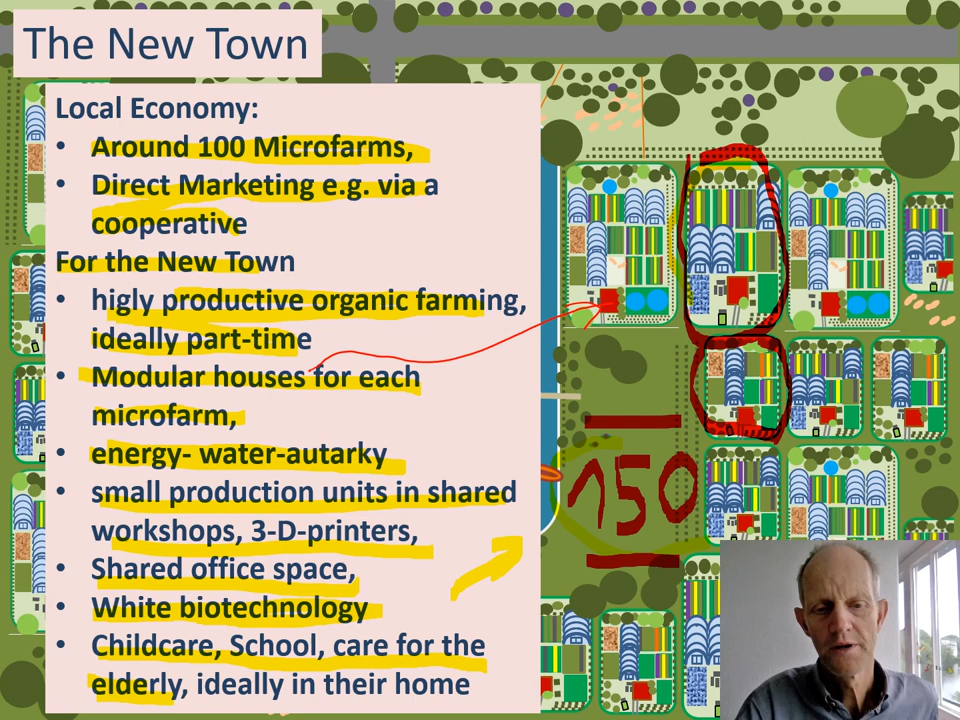 The New Town
Local Economy:
• Around 100 Microfarms,
• Direct Marketing e.g. via a
cooperative
For the New Town
• higly productive organic farming,
ideally part-time
• Modular houses for each
microfarm,
• energy- water-autarky
• small production units in shared
workshops, 3-D-printers,
• Shared office space,
• White biotechnology
• Childcare, School, care for the
elderly, ideally in their home
150